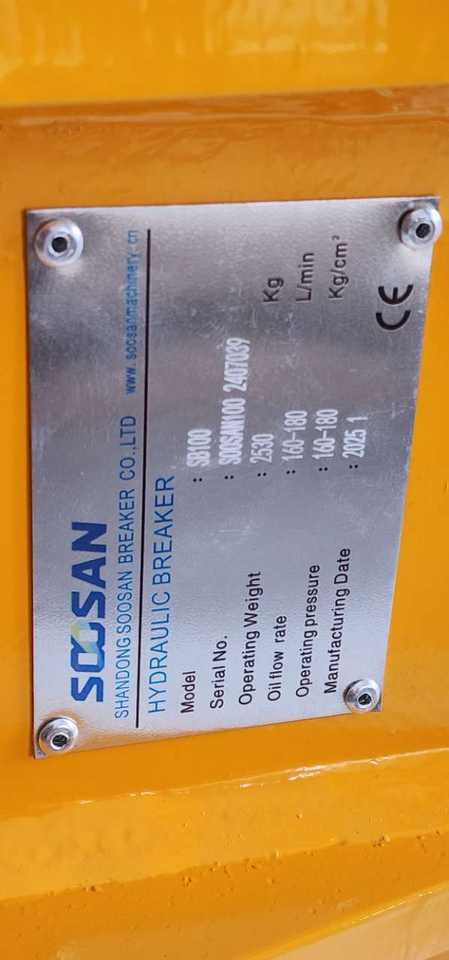 SOOSAN
SHANDONG SOOSAN BREAKER CO.,LTD www.soosanmachinery.cn
HYDRAULIC BREAKER
Model : SB100
Serial No. : SOOSAN100 2407039
Operating Weight : 2530 Kg
Oil flow rate : 160-180 L/min
Operating pressure : 160-180 Kg/cm²
Manufacturing Date : 2025 1
CE